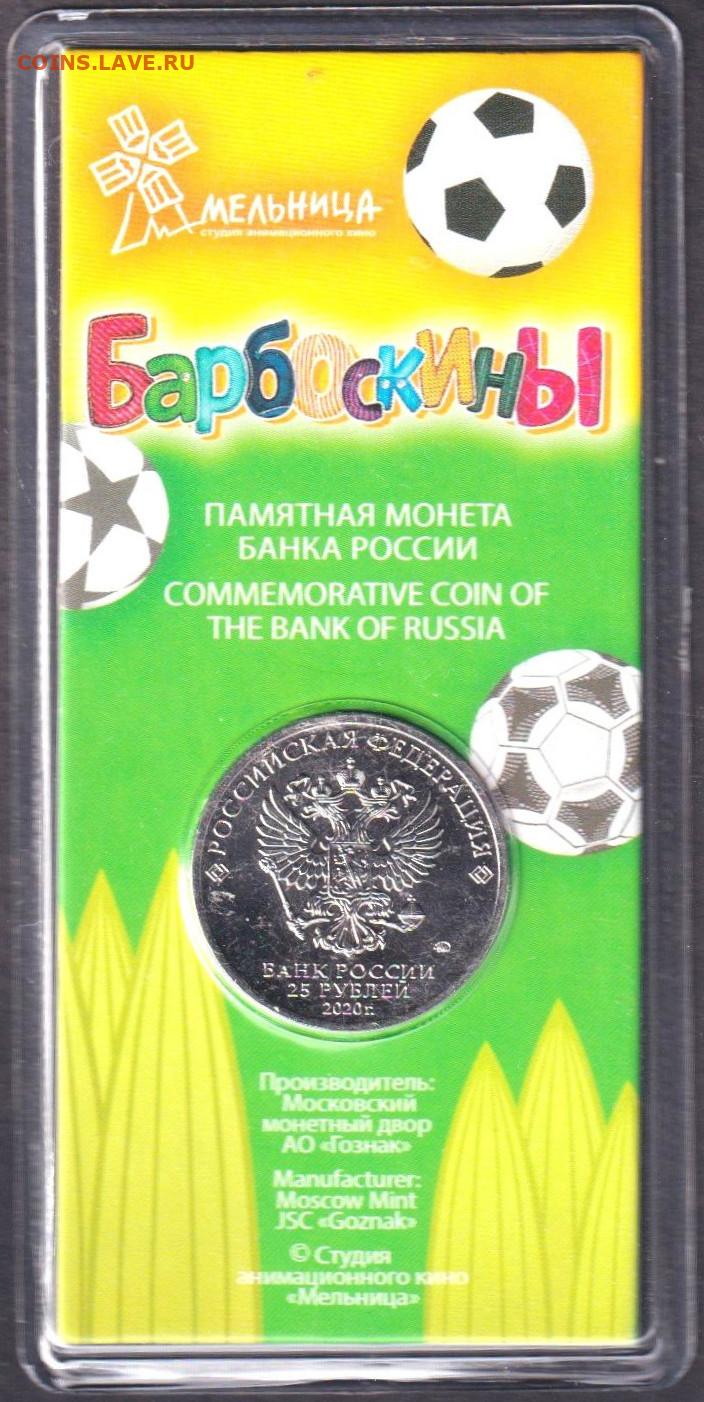 COINS.LAVE.RU
МЕЛЬНИЦА
студия анимационного кино
Барбоскины
ПАМЯТНАЯ МОНЕТА
БАНКА РОССИИ
COMMEMORATIVE COIN OF
THE BANK OF RUSSIA
РОССИЙСКАЯ ФЕДЕРАЦИЯ
БАНК РОССИИ
25 РУБЛЕЙ
2020 г.
Производитель:
Московский
монетный двор
АО «Гознак»
Manufacturer:
Moscow Mint
JSC «Goznak»
© Студия
анимационного кино
«Мельница»